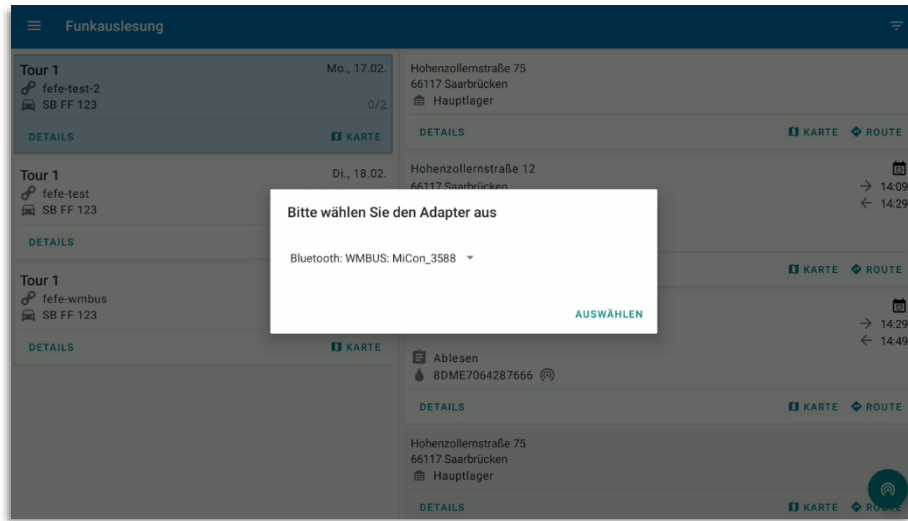 Funkauslesung
Tour 1
Mo., 17.02.
fefe-test-2
SB FF 123
0/2
DETAILS
KARTE
Tour 1
Di., 18.02.
fefe-test
SB FF 123
DETAILS
Tour 1
fefe-wmbus
SB FF 123
DETAILS
KARTE
Hohenzollernstraße 75
66117 Saarbrücken
Hauptlager
DETAILS
KARTE
ROUTE
Hohenzollernstraße 12
66117 Saarbrücken
14:09
14:29
KARTE
ROUTE
Bitte wählen Sie den Adapter aus
Bluetooth: WMBUS: MiCon_3588
AUSWÄHLEN
14:29
14:49
Ablesen
8DME7064287666
DETAILS
KARTE
ROUTE
Hohenzollernstraße 75
66117 Saarbrücken
Hauptlager
DETAILS
KARTE
ROUTE